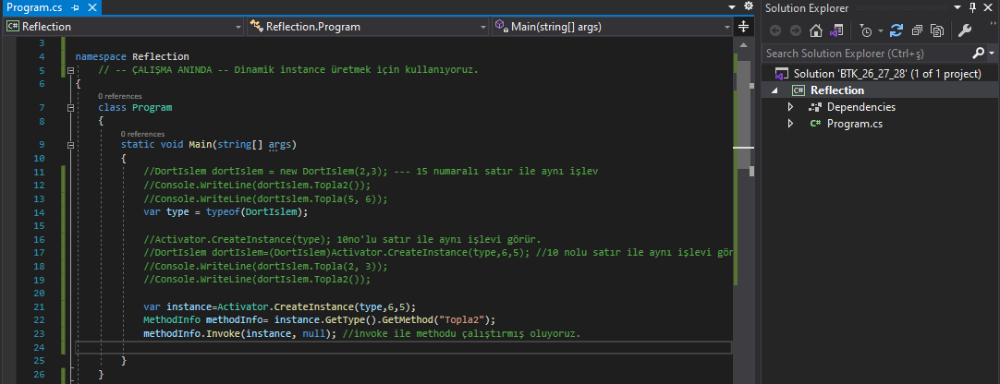 Program.cs
Reflection
Reflection.Program
Main(string[] args)
3
4 namespace Reflection
5 // -- ÇALIŞMA ANINDA -- Dinamik instance üretmek için kullanıyoruz.
6 {
0 references
7 class Program
8 {
0 references
9 static void Main(string[] args)
10 {
11 //DortIslem dortIslem = new DortIslem(2,3); --- 15 numaralı satır ile aynı işlev
12 //Console.WriteLine(dortIslem.Topla2());
13 //Console.WriteLine(dortIslem.Topla(5, 6));
14 var type = typeof(DortIslem);
15
16 //Activator.CreateInstance(type); 10no'lu satır ile aynı işlevi görür.
17 //DortIslem dortIslem=(DortIslem)Activator.CreateInstance(type,6,5); //10 nolu satır ile aynı işlevi gör
18 //Console.WriteLine(dortIslem.Topla(2, 3));
19 //Console.WriteLine(dortIslem.Topla2());
20
21 var instance=Activator.CreateInstance(type,6,5);
22 MethodInfo methodInfo= instance.GetType().GetMethod("Topla2");
23 methodInfo.Invoke(instance, null); //invoke ile methodu çalıştırmış oluyoruz.
24
25 }
26 }
Solution Explorer
Search Solution Explorer (Ctrl+ş)
Solution 'BTK_26_27_28' (1 of 1 project)
C# Reflection
Dependencies
C# Program.cs